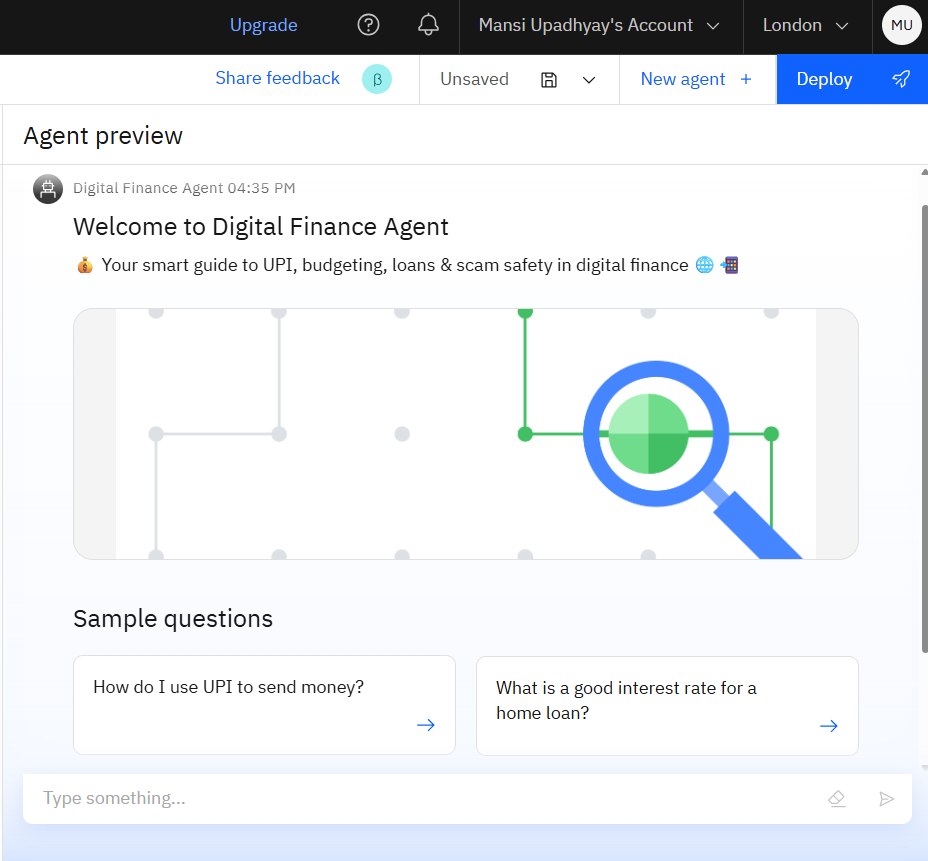 Upgrade
Mansi Upadhyay's Account
London
MU
Share feedback
β
Unsaved
New agent +
Deploy
Agent preview
Digital Finance Agent 04:35 PM
Welcome to Digital Finance Agent
💰 Your smart guide to UPI, budgeting, loans & scam safety in digital finance 🌐 📲
Sample questions
How do I use UPI to send money?
What is a good interest rate for a
home loan?
Type something...